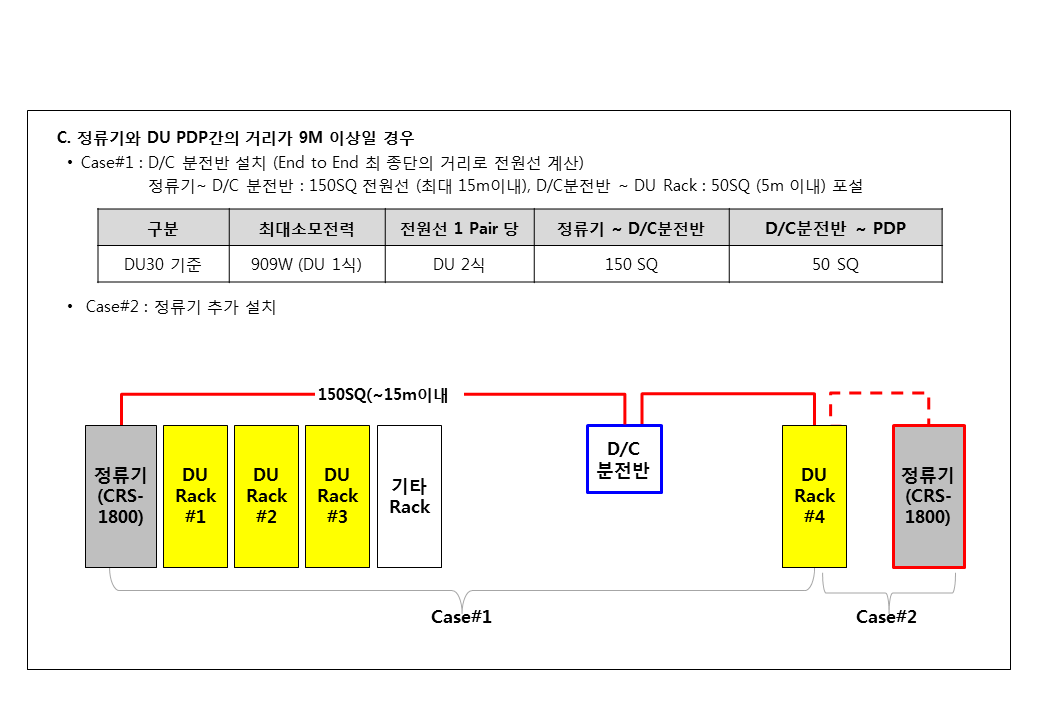 C. 정류기와 DU PDP간의 거리가 9M 이상일 경우
• Case#1 : D/C 분전반 설치 (End to End 최 종단의 거리로 전원선 계산)
정류기~ D/C 분전반 : 150SQ 전원선 (최대 15m이내), D/C분전반 ~ DU Rack : 50SQ (5m 이내) 포설
구분 최대소모전력 전원선 1 Pair 당 정류기 ~ D/C분전반 D/C분전반 ~ PDP
DU30 기준 909W (DU 1식) DU 2식 150 SQ 50 SQ
• Case#2 : 정류기 추가 설치
150SQ(~15m이내
정류기
(CRS-
1800)
DU
Rack
#1
DU
Rack
#2
DU
Rack
#3
기타
Rack
D/C
분전반
DU
Rack
#4
정류기
(CRS-
1800)
Case#1
Case#2